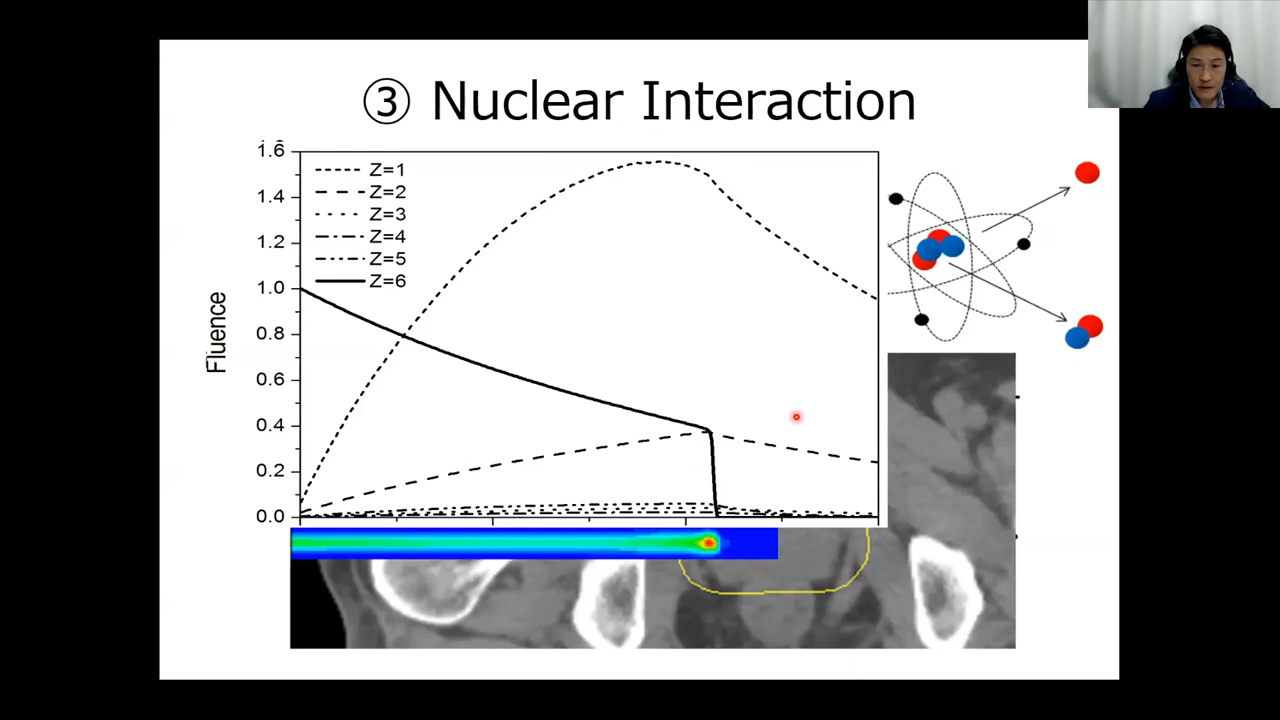 ③ Nuclear Interaction
1.6
1.4
1.2
1.0
0.8
0.6
0.4
0.2
0.0
Fluence
Z=1
Z=2
Z=3
Z=4
Z=5
Z=6